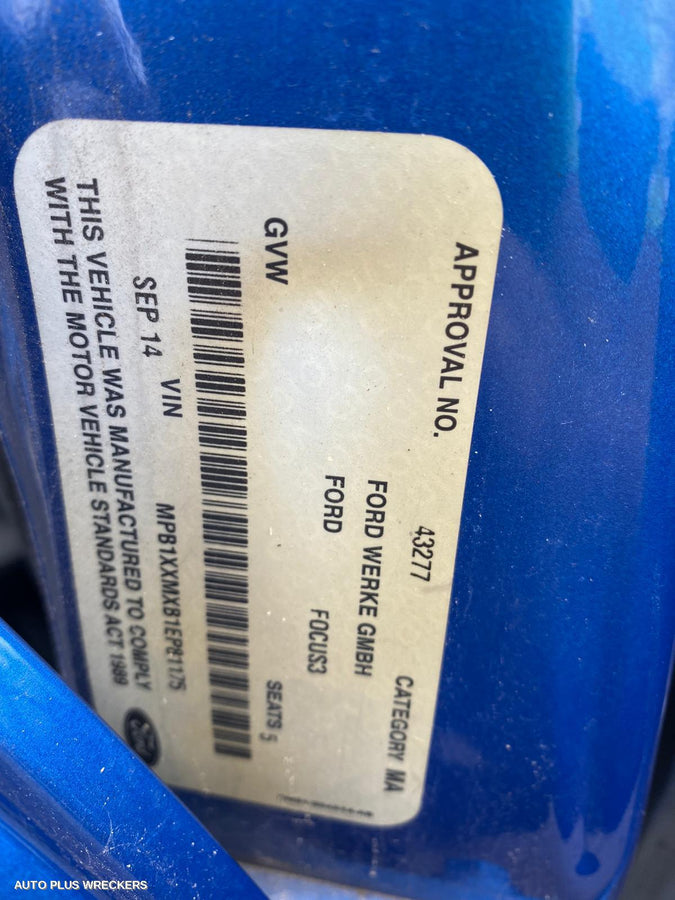 APPROVAL NO. 43277 CATEGORY MA
FORD WERKE GMBH
FORD FOCUS3
GVW SEATS 5
SEP 14 VIN MPB1XXMXB1EP81175
THIS VEHICLE WAS MANUFACTURED TO COMPLY
WITH THE MOTOR VEHICLE STANDARDS ACT 1989
Ford
AUTO PLUS WRECKERS